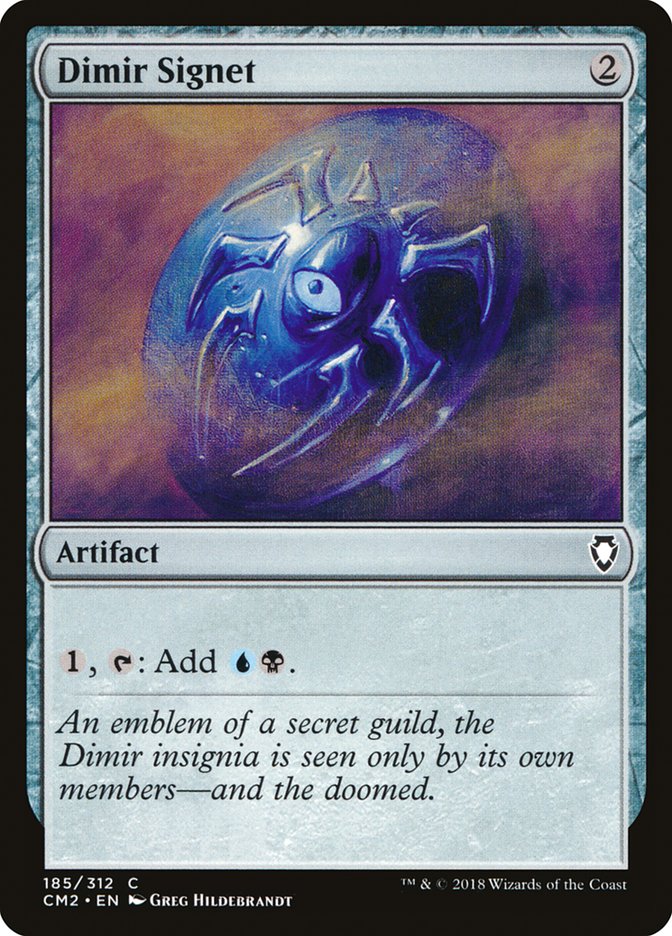 Dimir Signet 2
Artifact
1, : Add .
An emblem of a secret guild, the
Dimir insignia is seen only by its own
members—and the doomed.
185/312 C
CM2 • EN GREG HILDEBRANDT
™ & © 2018 Wizards of the Coast